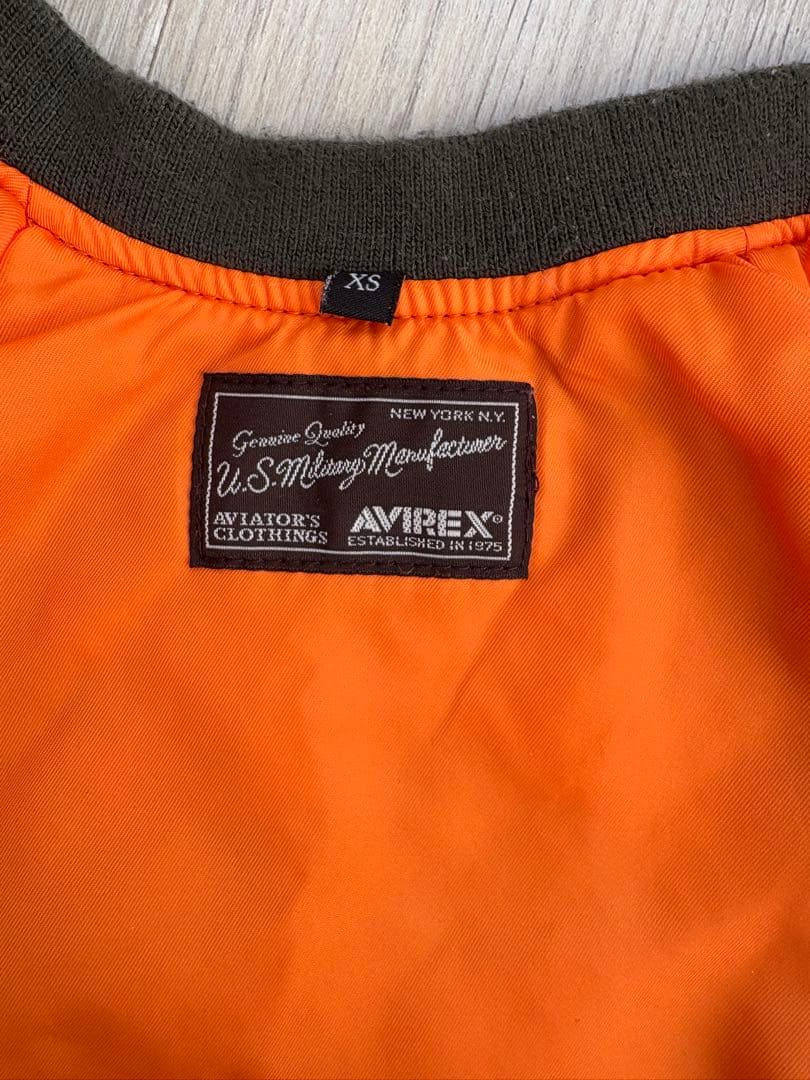 XS
NEW YORK N.Y.
Genuine Quality
U.S. Military Manufacturer
AVIATOR'S
CLOTHINGS
AVIREX®
ESTABLISHED IN 1975